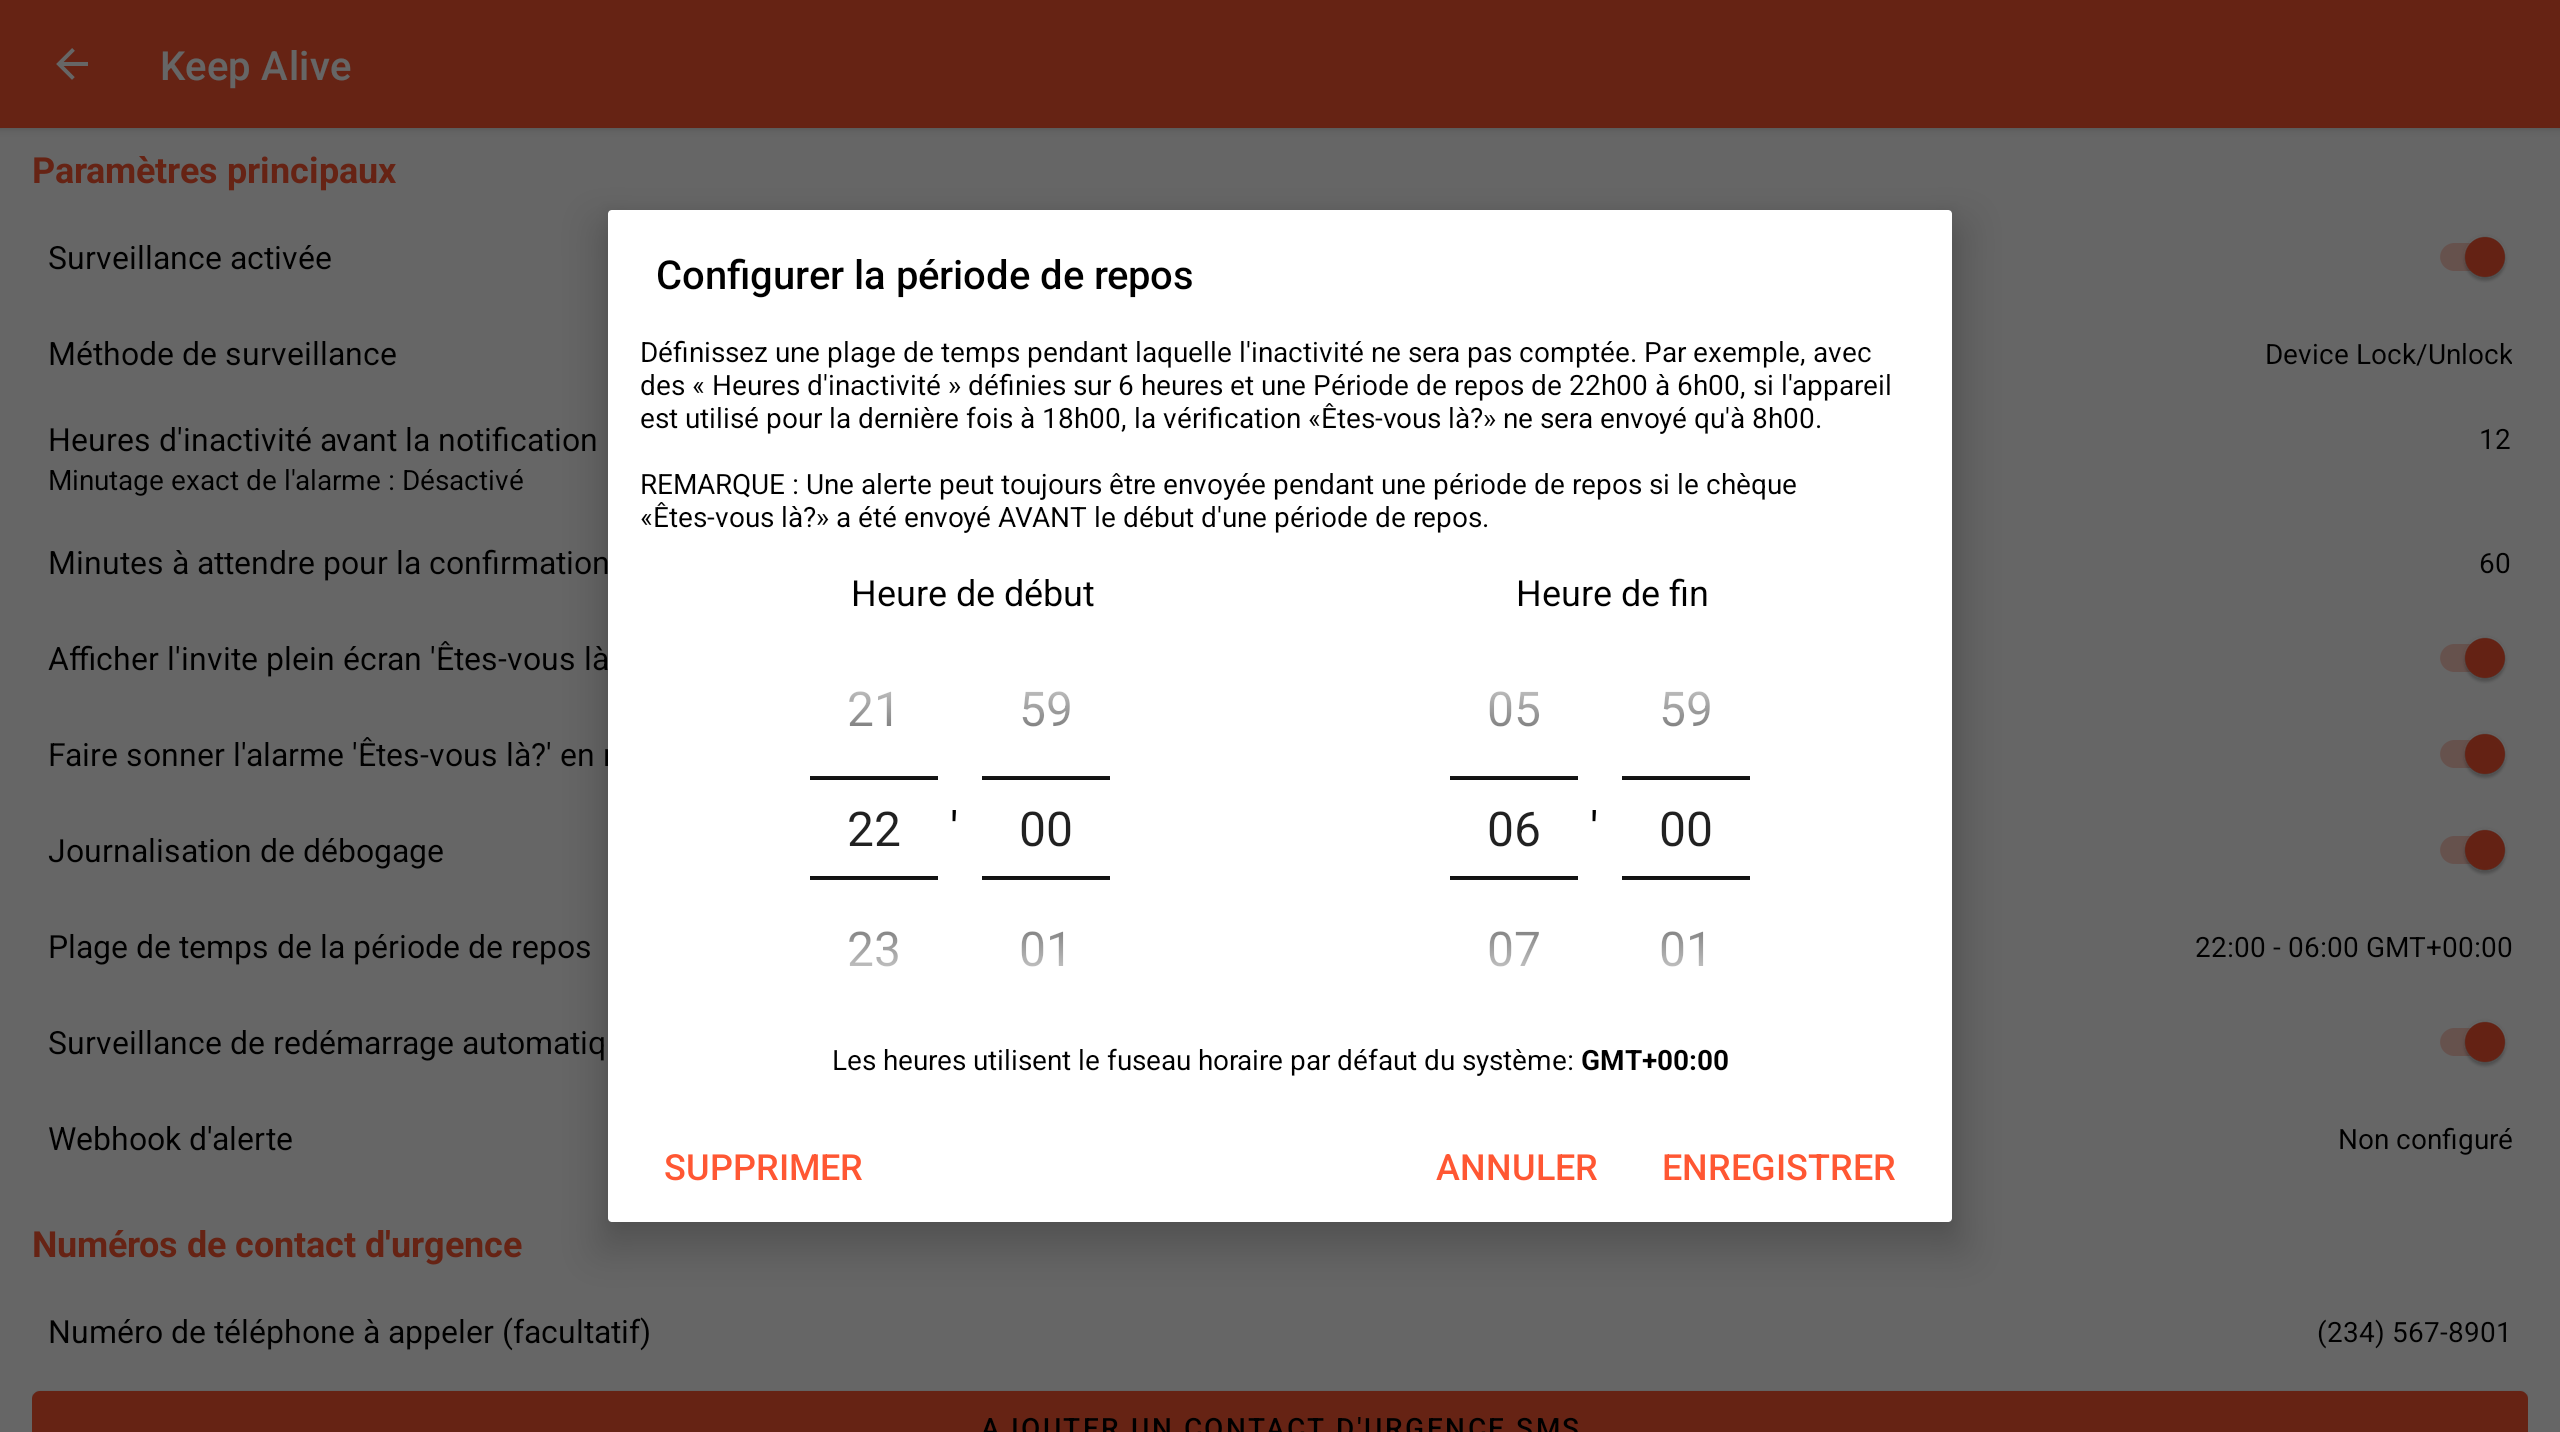 Keep Alive
Paramètres principaux
Surveillance activée
Méthode de surveillance
Device Lock/Unlock
Heures d'inactivité avant la notification
12
Minutage exact de l'alarme : Désactivé
Minutes à attendre pour la confirmation
60
Afficher l'invite plein écran 'Êtes-vous là
Faire sonner l'alarme 'Êtes-vous là?' en
Journalisation de débogage
Plage de temps de la période de repos
22:00 - 06:00 GMT+00:00
Surveillance de redémarrage automatiq
Webhook d'alerte
Non configuré
Numéros de contact d'urgence
Numéro de téléphone à appeler (facultatif)
(234) 567-8901
AJOUTER UN CONTACT D'URGENCE SMS
Configurer la période de repos
Définissez une plage de temps pendant laquelle l'inactivité ne sera pas comptée. Par exemple, avec
des « Heures d'inactivité » définies sur 6 heures et une Période de repos de 22h00 à 6h00, si l'appareil
est utilisé pour la dernière fois à 18h00, la vérification «Êtes-vous là?» ne sera envoyé qu'à 8h00.
REMARQUE : Une alerte peut toujours être envoyée pendant une période de repos si le chèque
«Êtes-vous là?» a été envoyé AVANT le début d'une période de repos.
Heure de début
Heure de fin
21 59
05 59
22 ' 00
06 ' 00
23 01
07 01
Les heures utilisent le fuseau horaire par défaut du système: GMT+00:00
SUPPRIMER
ANNULER
ENREGISTRER